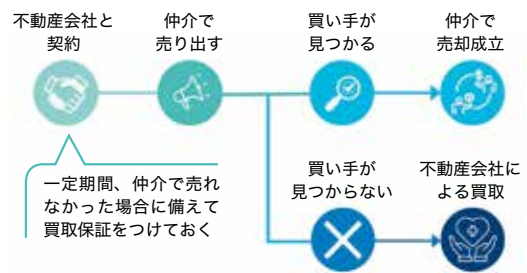 不動産会社と
契約
仲介で
売り出す
買い手が
見つかる
仲介で
売却成立
一定期間、仲介で売れ
なかった場合に備えて
買取保証をつけておく
買い手が
見つからない
不動産会社に
よる買取